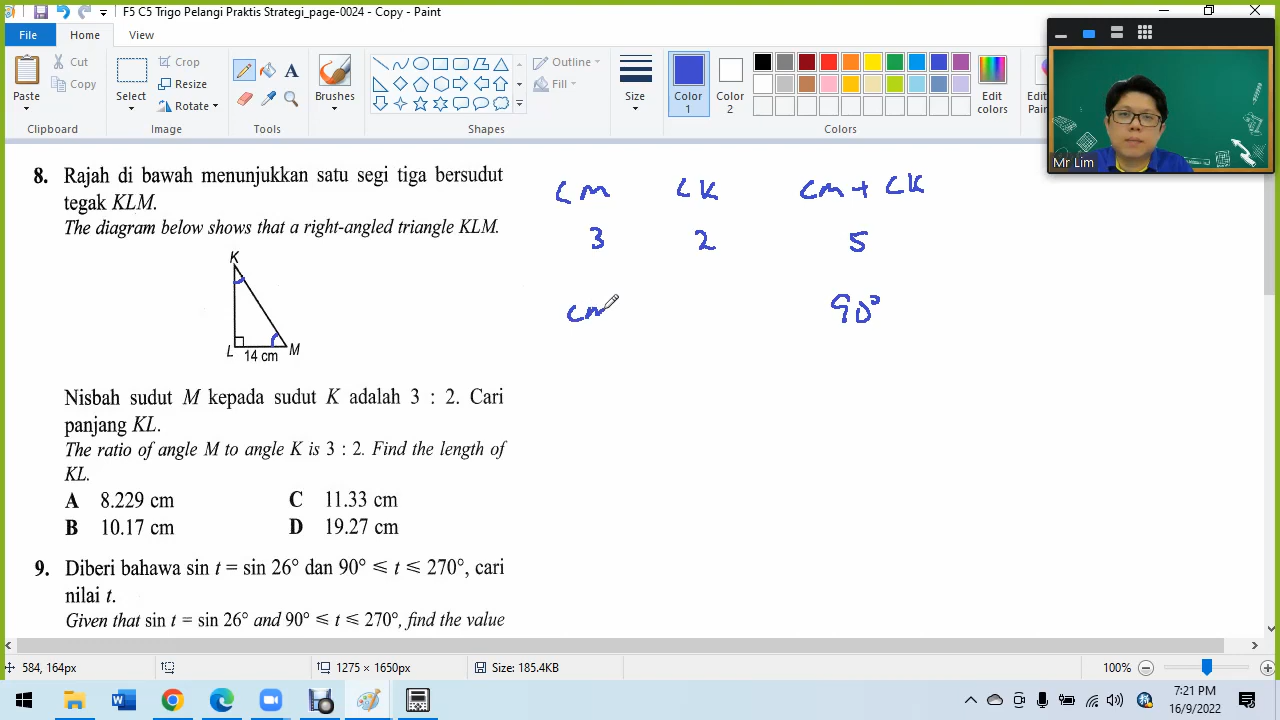 F5 C5 Trigo Pelangi Praktis Strategi_page-0024 - Copy - Paint
File Home View
Paste Cut Copy Clipboard
Select Crop Resize Rotate Image
A Tools
Brushes
Outline Fill Shapes
Size
Color 1 Color 2 Edit colors Colors
Edit Pain
Mr Lim
8. Rajah di bawah menunjukkan satu segi tiga bersudut
tegak KLM.
The diagram below shows that a right-angled triangle KLM.
K
L 14 cm M
∠M ∠K ∠M + ∠K
3 2 5
∠M 90°
Nisbah sudut M kepada sudut K adalah 3 : 2. Cari
panjang KL.
The ratio of angle M to angle K is 3 : 2. Find the length of
KL.
A 8.229 cm C 11.33 cm
B 10.17 cm D 19.27 cm
9. Diberi bahawa sin t = sin 26° dan 90° ⩽ t ⩽ 270°, cari
nilai t.
Given that sin t = sin 26° and 90° ⩽ t ⩽ 270°, find the value
584, 164px 1275 × 1650px Size: 185.4KB 100%
7:21 PM
16/9/2022